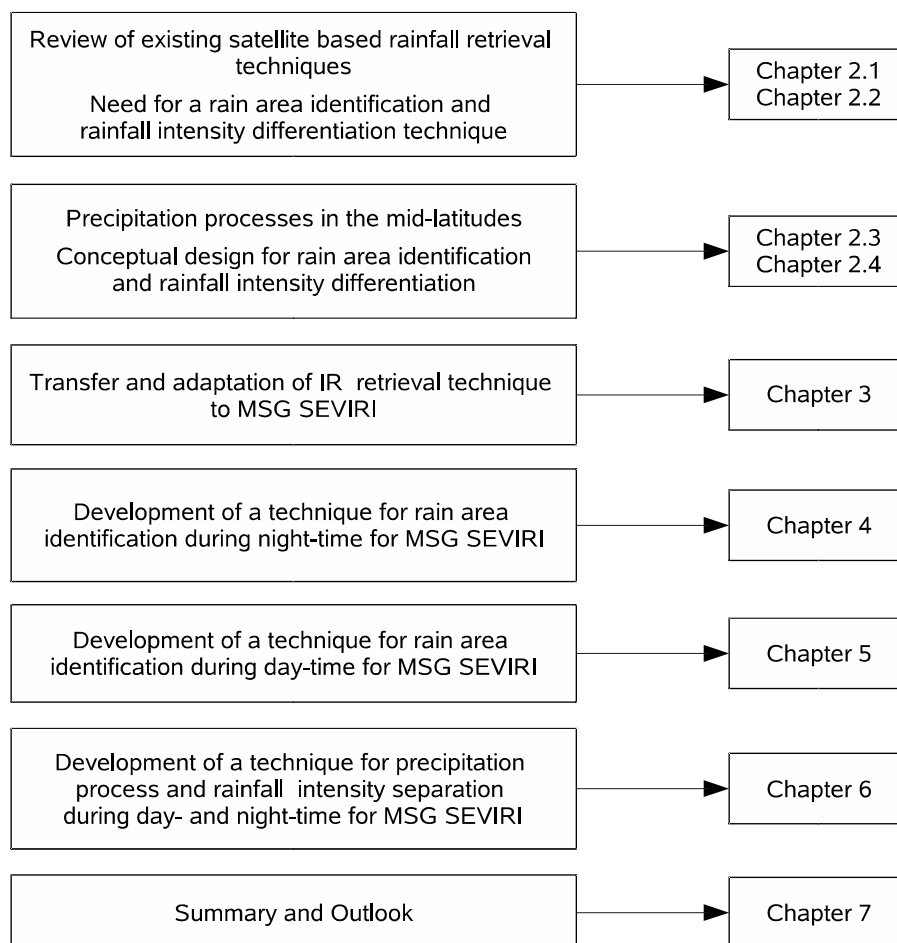 Review of existing satellite based rainfall retrieval
techniques
Need for a rain area identification and
rainfall intensity differentiation technique
Chapter 2.1
Chapter 2.2
Precipitation processes in the mid-latitudes
Conceptual design for rain area identification
and rainfall intensity differentiation
Chapter 2.3
Chapter 2.4
Transfer and adaptation of IR retrieval technique
to MSG SEVIRI
Chapter 3
Development of a technique for rain area
identification during night-time for MSG SEVIRI
Chapter 4
Development of a technique for rain area
identification during day-time for MSG SEVIRI
Chapter 5
Development of a technique for precipitation
process and rainfall intensity separation
during day- and night-time for MSG SEVIRI
Chapter 6
Summary and Outlook
Chapter 7